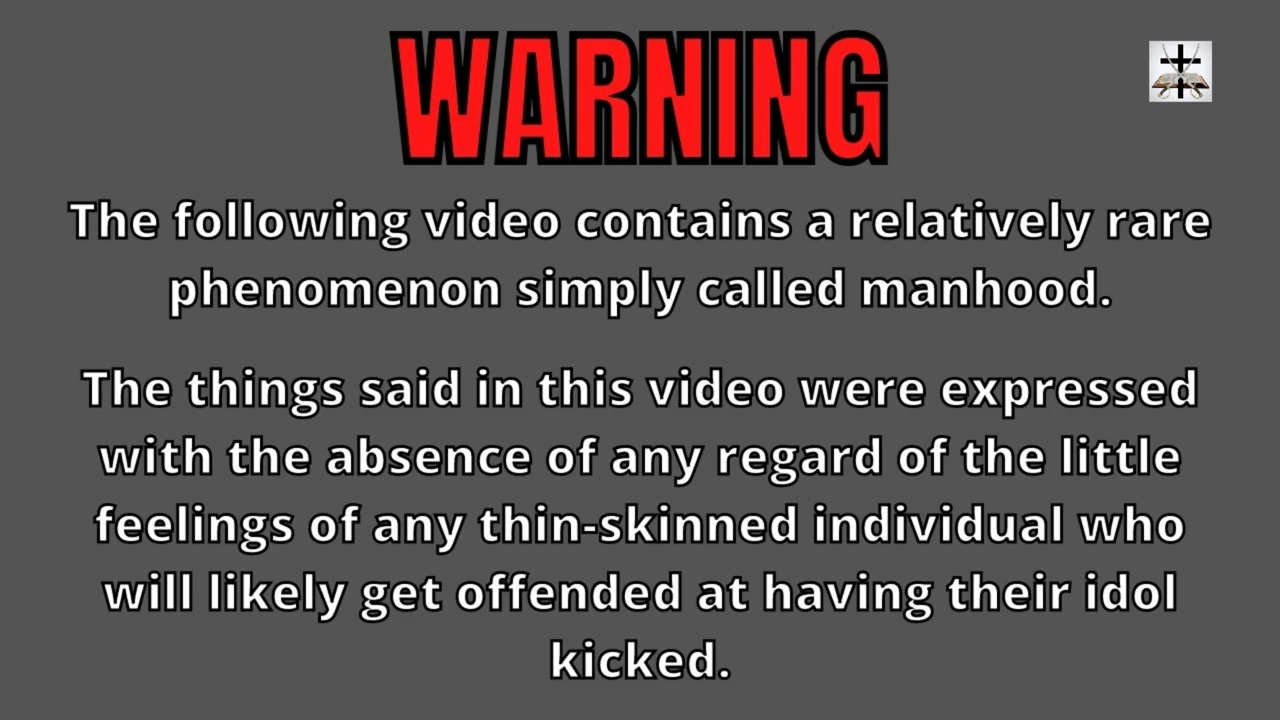 WARNING
The following video contains a relatively rare
phenomenon simply called manhood.
The things said in this video were expressed
with the absence of any regard of the little
feelings of any thin-skinned individual who
will likely get offended at having their idol
kicked.